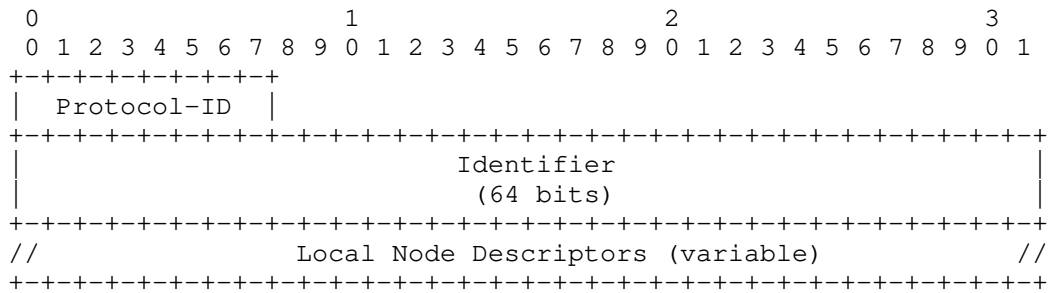 0                   1                   2                   3
 0 1 2 3 4 5 6 7 8 9 0 1 2 3 4 5 6 7 8 9 0 1 2 3 4 5 6 7 8 9 0 1
+-+-+-+-+-+-+-+-+
|  Protocol-ID  |
+-+-+-+-+-+-+-+-+-+-+-+-+-+-+-+-+-+-+-+-+-+-+-+-+-+-+-+-+-+-+-+-+
|                           Identifier                          |
|                            (64 bits)                          |
+-+-+-+-+-+-+-+-+-+-+-+-+-+-+-+-+-+-+-+-+-+-+-+-+-+-+-+-+-+-+-+-+
//                Local Node Descriptors (variable)            //
+-+-+-+-+-+-+-+-+-+-+-+-+-+-+-+-+-+-+-+-+-+-+-+-+-+-+-+-+-+-+-+-+